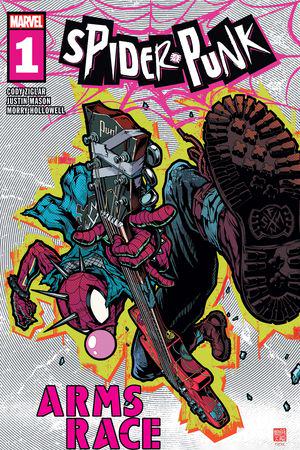 MARVEL
1
SPIDER-PUNK
CODY ZIGLAR
JUSTIN MASON
MORRY HOLLOWELL
ARMS
RACE